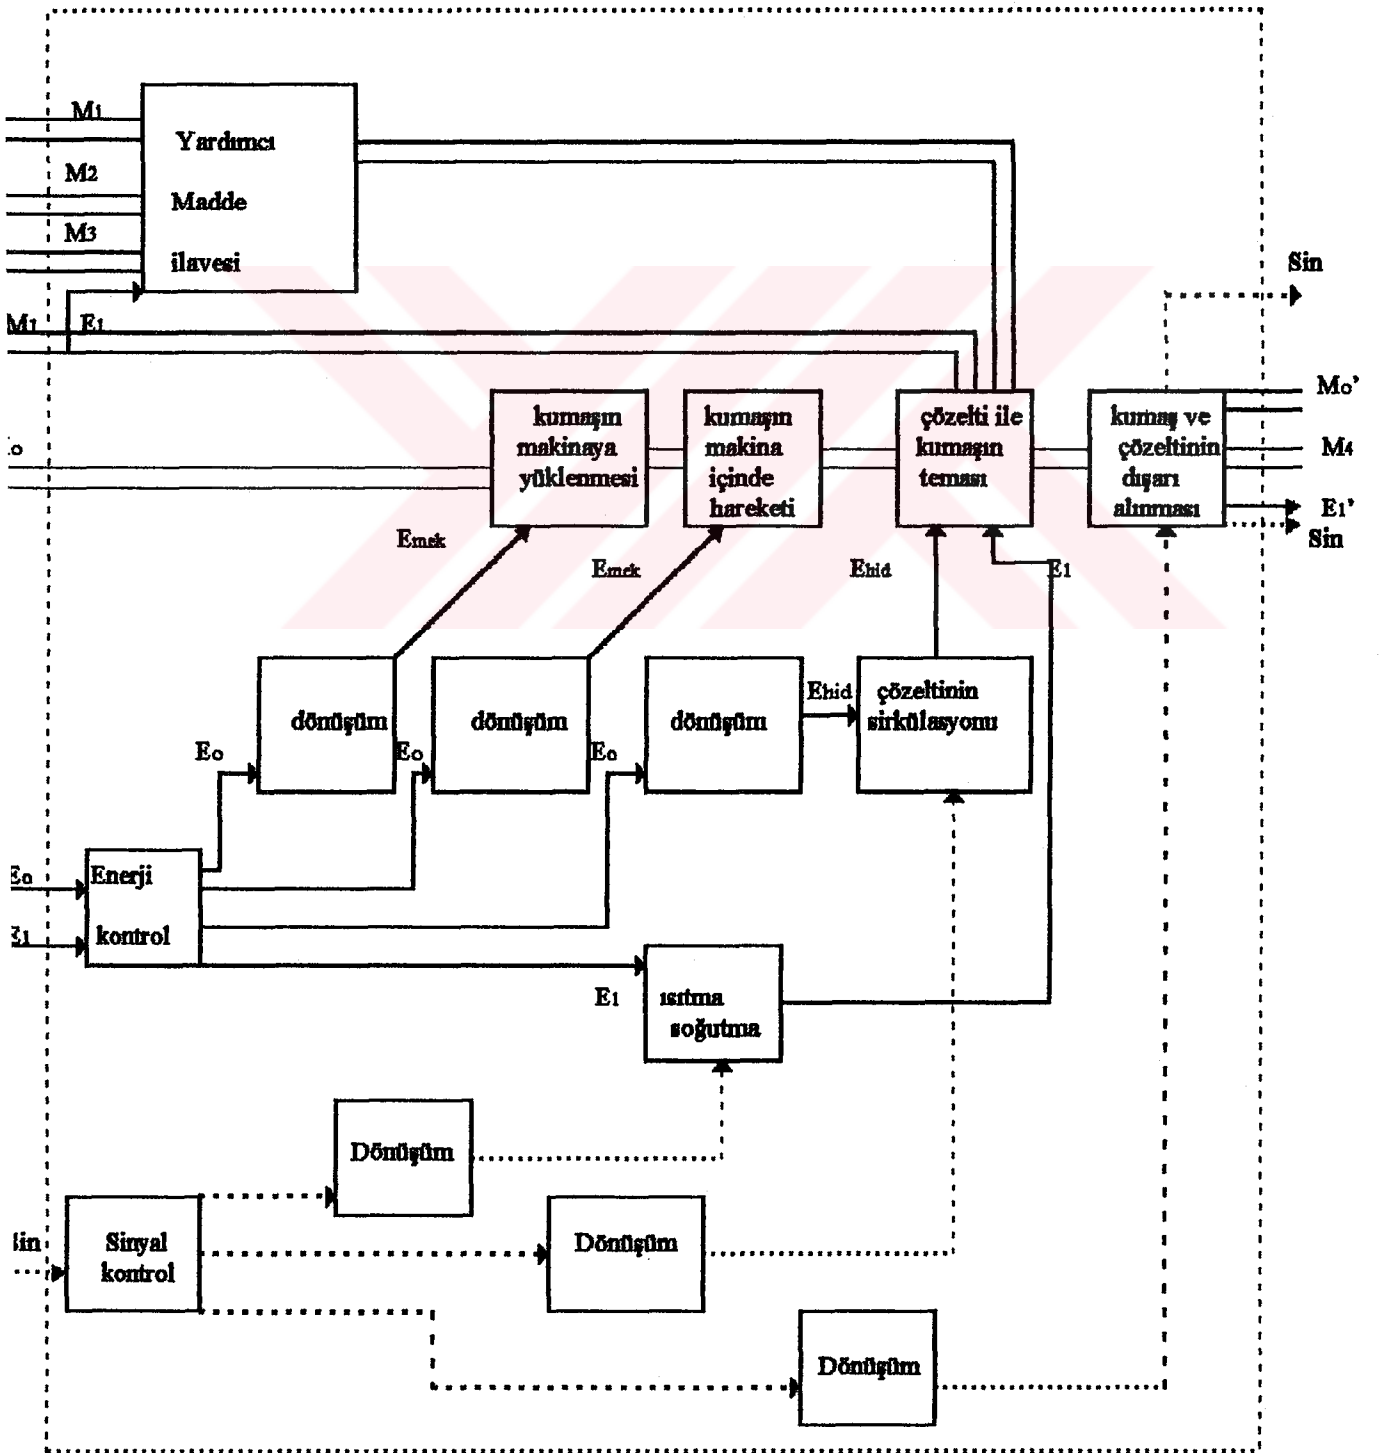 M1
Yardımcı
M2
Madde
M3
ilavesi
Sin
M1
E1
kumaşın
makinaya
yüklenmesi
kumaşın
makina
içinde
hareketi
çözelti ile
kumaşın
teması
kumaş ve
çözeltinin
dışarı
alınması
Mo'
M4
E1'
Sin
Emek
Emek
Ehid
E1
dönüşüm
dönüşüm
dönüşüm
Ehid
çözeltinin
sirkülasyonu
Eo
Eo
Eo
Eo
Enerji
E1
kontrol
E1
ısıtma
soğutma
Dönüşüm
Sinyal
kontrol
Dönüşüm
Dönüşüm